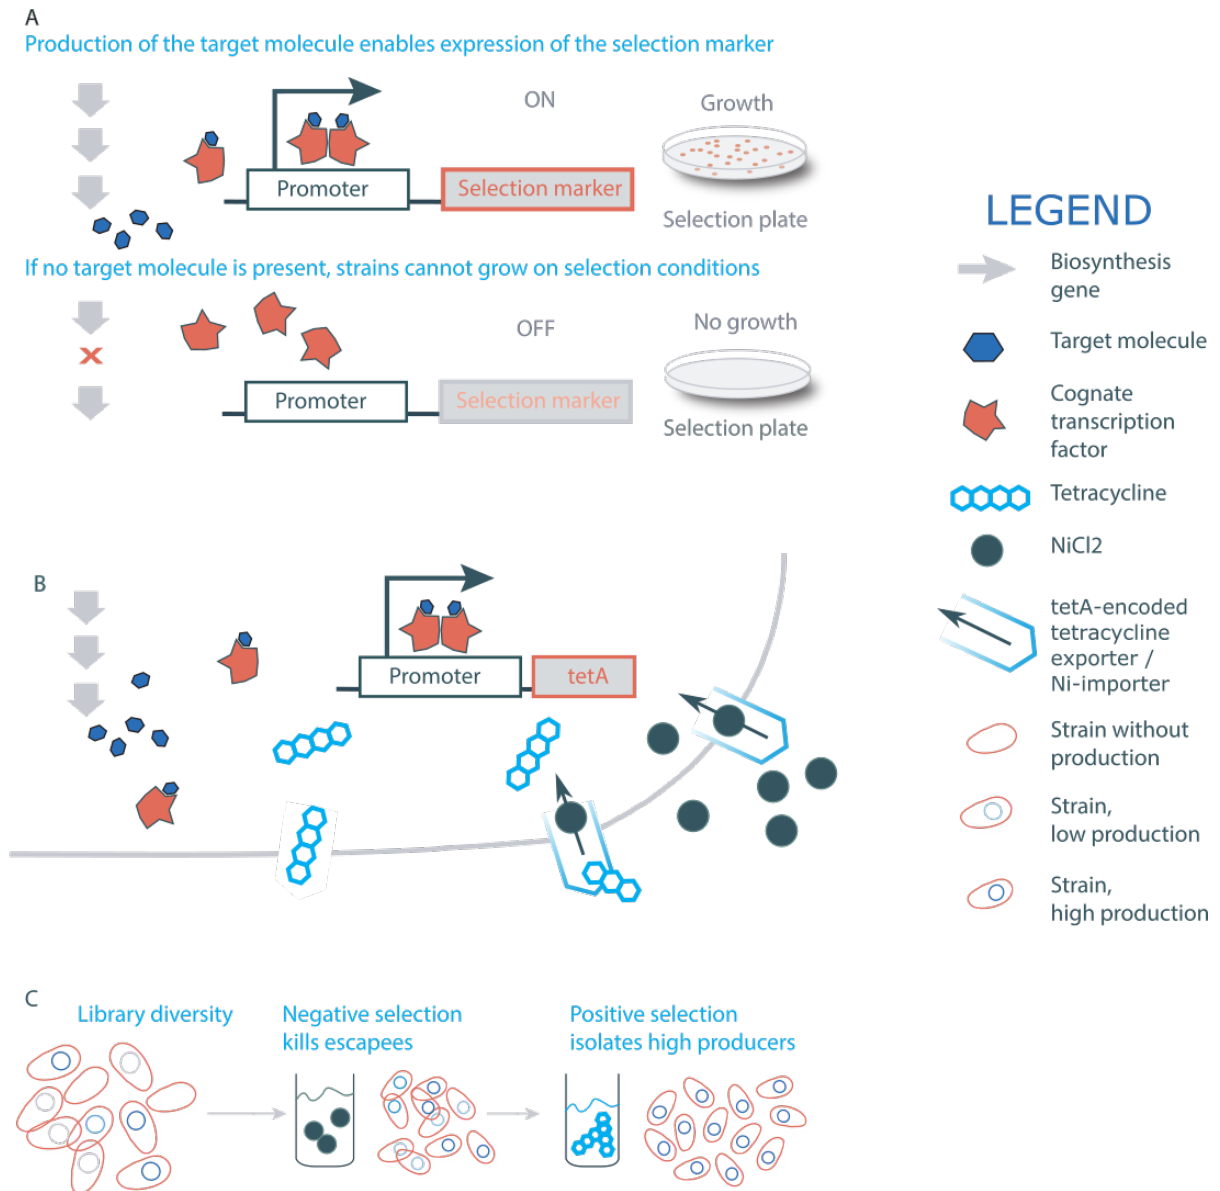 A
Production of the target molecule enables expression of the selection marker
ON
Growth
Promoter
Selection marker
Selection plate
If no target molecule is present, strains cannot grow on selection conditions
OFF
No growth
Promoter
Selection marker
Selection plate
B
Promoter
tetA
C
Library diversity
Negative selection
kills escapees
Positive selection
isolates high producers
LEGEND
Biosynthesis
gene
Target molecule
Cognate
transcription
factor
Tetracycline
NiCl2
tetA-encoded
tetracycline
exporter /
Ni-importer
Strain without
production
Strain,
low production
Strain,
high production